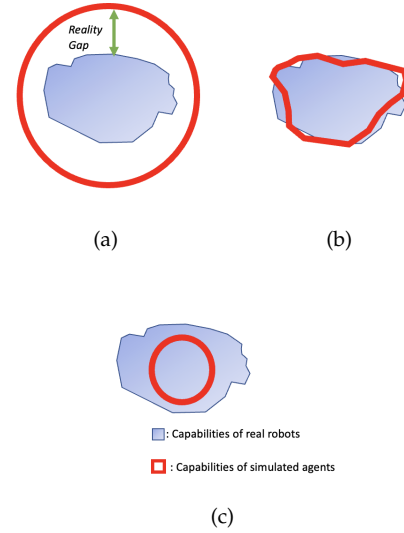 Reality
Gap
(a)
(b)
: Capabilities of real robots
: Capabilities of simulated agents
(c)